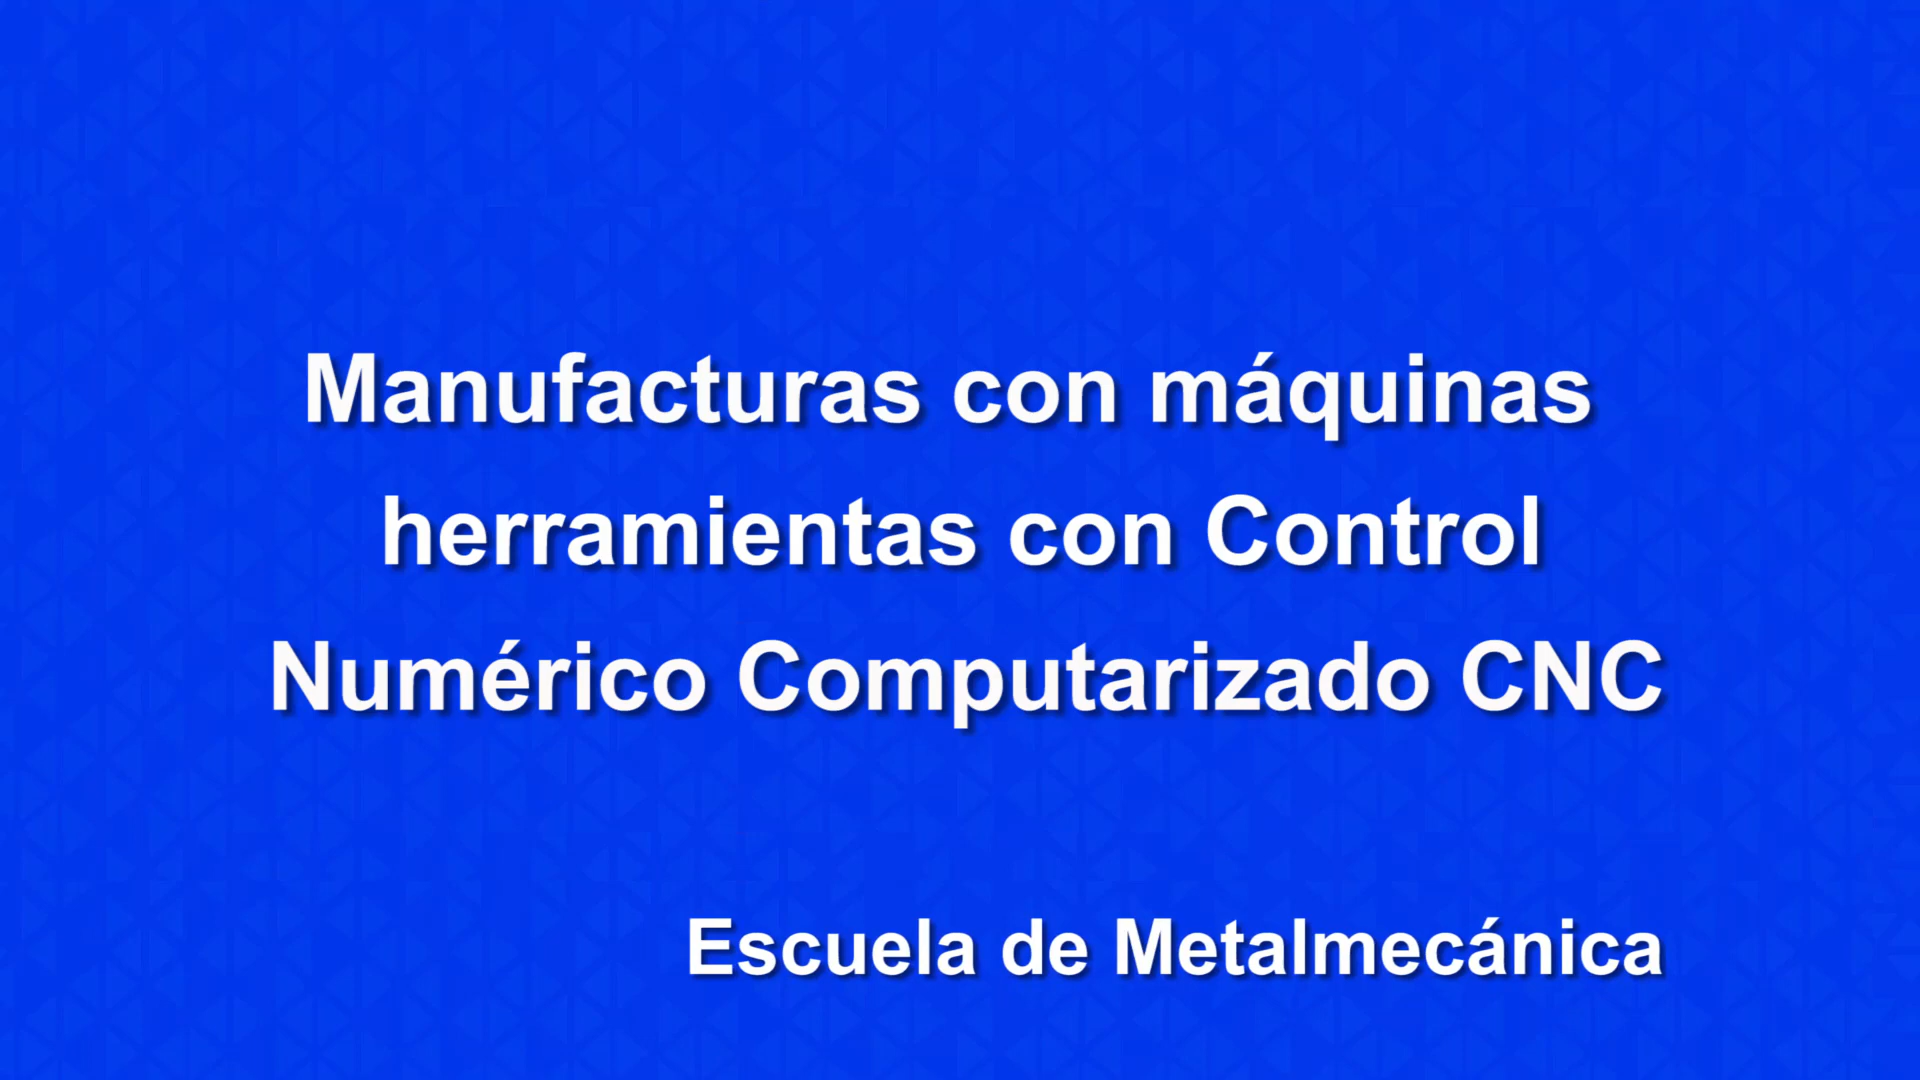 Manufacturas con máquinas
herramientas con Control
Numérico Computarizado CNC
Escuela de Metalmecánica